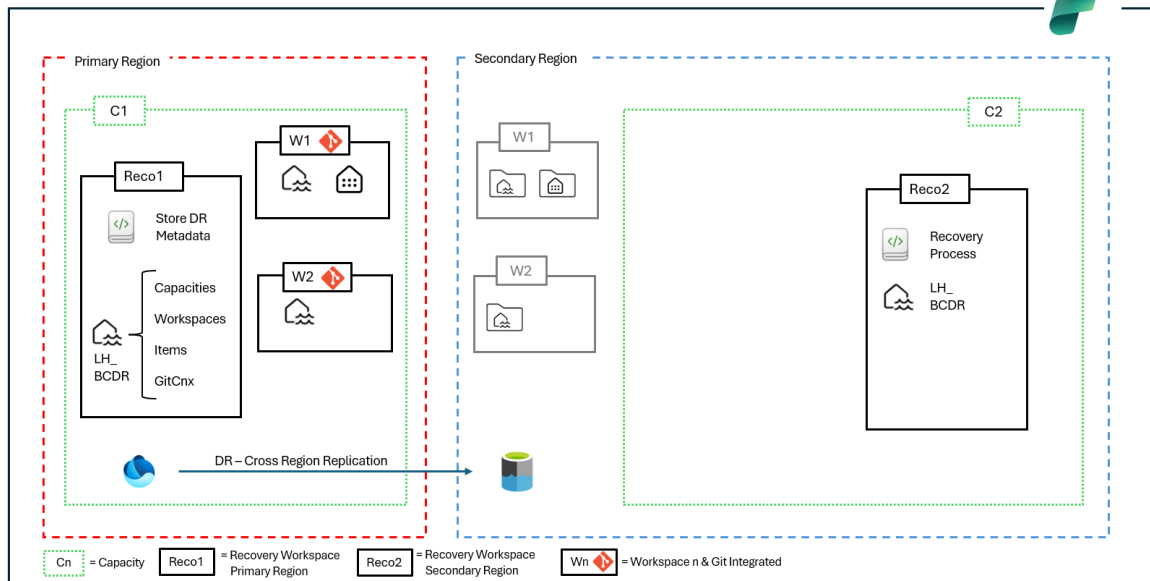 Primary Region
C1
W1
Reco1
Store DR
Metadata
W2
Capacities
Workspaces
Items
GitCnx
LH_
BCDR
DR – Cross Region Replication
Secondary Region
W1
W2
C2
Reco2
Recovery
Process
LH_
BCDR
Cn
= Capacity
Reco1
= Recovery Workspace
Primary Region
Reco2
= Recovery Workspace
Secondary Region
Wn
= Workspace n & Git Integrated